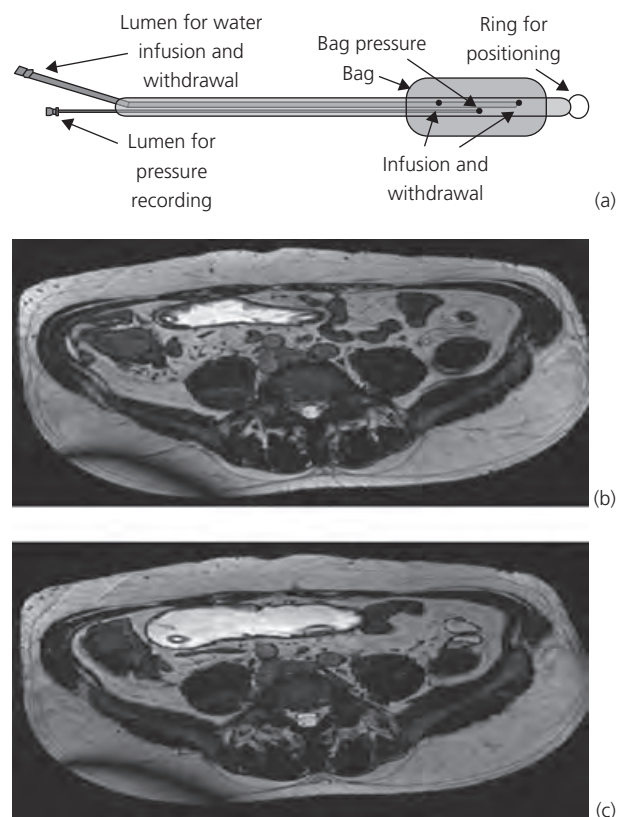 Lumen for water
infusion and
withdrawal
Bag pressure
Bag
Ring for
positioning
Lumen for
pressure
recording
Infusion and
withdrawal
(a)
(b)
(c)